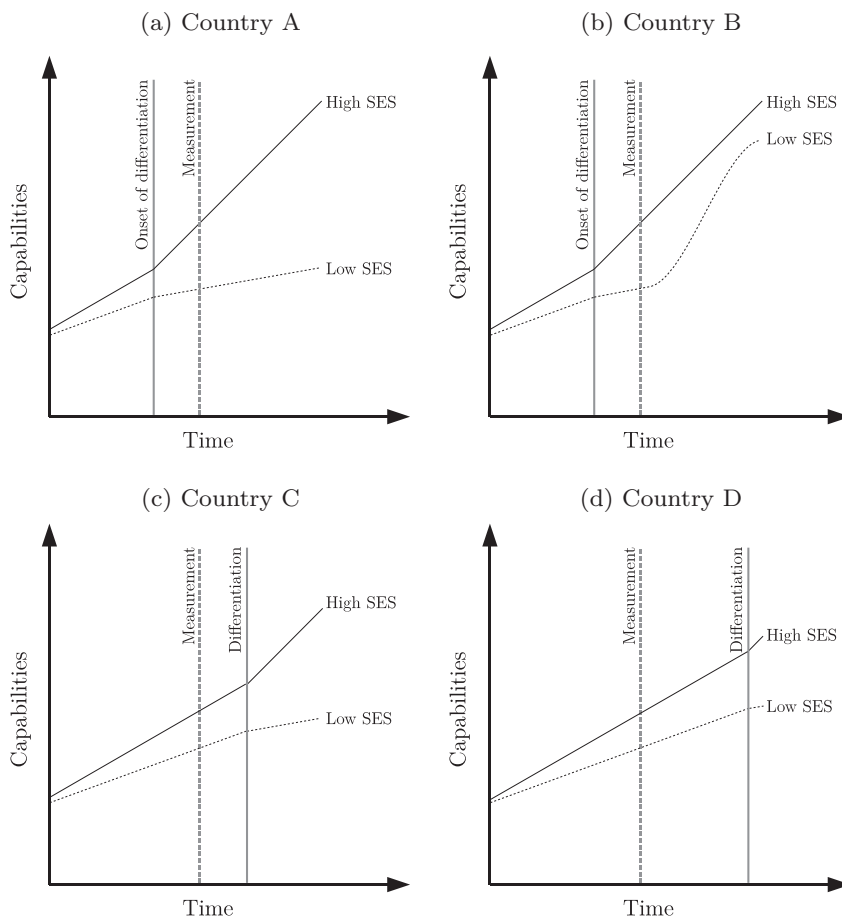 (a) Country A
Capabilities
Onset of differentiation
Measurement
High SES
Low SES
Time
(b) Country B
Capabilities
Onset of differentiation
Measurement
High SES
Low SES
Time
(c) Country C
Capabilities
Measurement
Differentiation
High SES
Low SES
Time
(d) Country D
Capabilities
Measurement
Differentiation
High SES
Low SES
Time